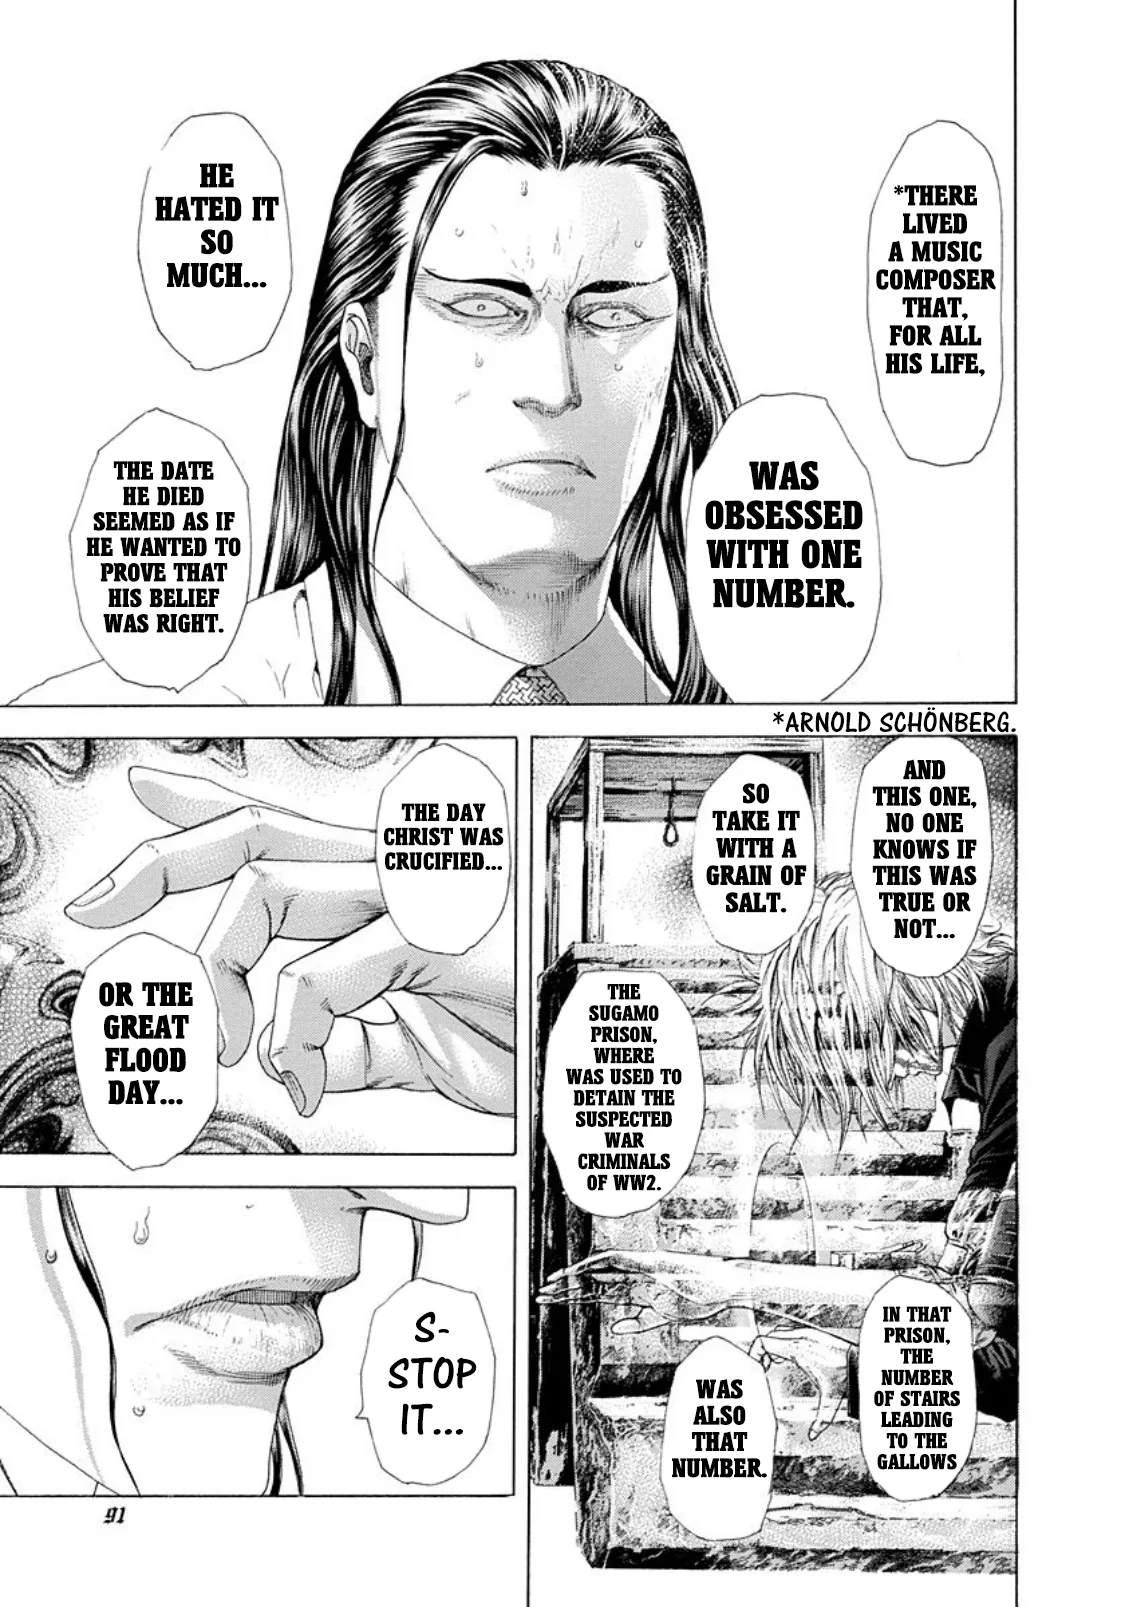 *THERE
LIVED
A MUSIC
COMPOSER
THAT,
FOR ALL
HIS LIFE,
WAS
OBSESSED
WITH ONE
NUMBER.
HE
HATED IT
SO
MUCH...
THE DATE
HE DIED
SEEMED AS IF
HE WANTED TO
PROVE THAT
HIS BELIEF
WAS RIGHT.
*ARNOLD SCHÖNBERG.
AND
THIS ONE,
NO ONE
KNOWS IF
THIS WAS
TRUE OR
NOT...
SO
TAKE IT
WITH A
GRAIN OF
SALT.
THE
SUGAMO
PRISON,
WHERE
WAS USED TO
DETAIN THE
SUSPECTED
WAR
CRIMINALS
OF WW2.
IN THAT
PRISON,
THE
NUMBER
OF STAIRS
LEADING
TO THE
GALLOWS
WAS
ALSO
THAT
NUMBER.
THE DAY
CHRIST WAS
CRUCIFIED...
OR THE
GREAT
FLOOD
DAY...
S-
STOP
IT...
91